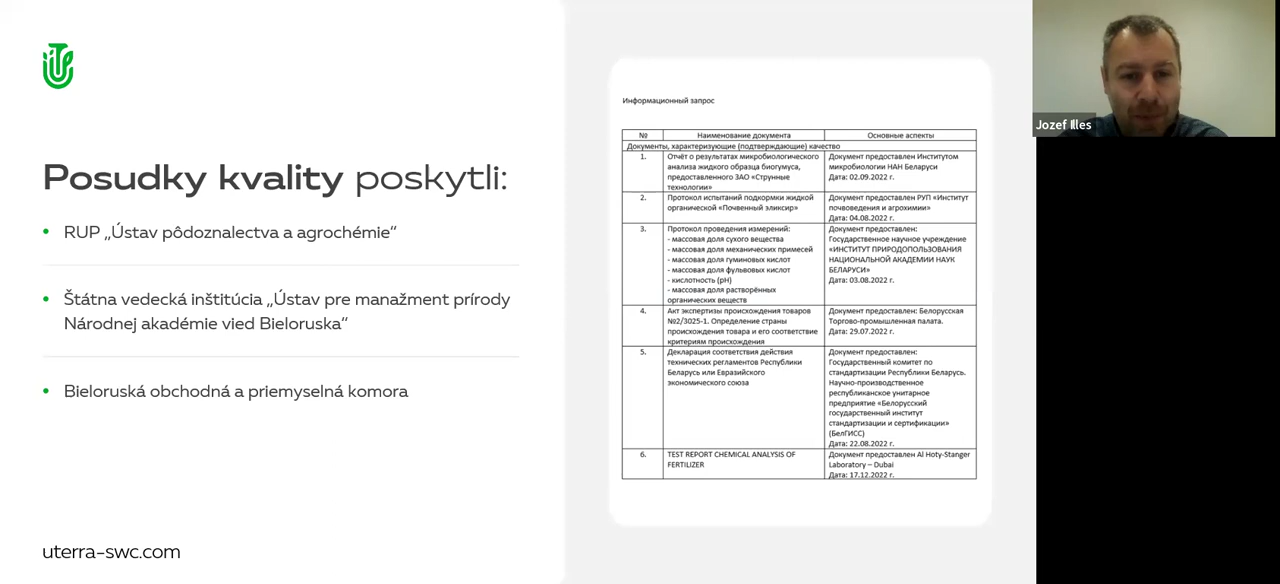 Posudky kvality poskytli:
• RUP „Ústav pôdoznalectva a agrochémie“
• Štátna vedecká inštitúcia „Ústav pre manažment prírody
Národnej akadémie vied Bieloruska“
• Bieloruská obchodná a priemyselná komora
uterra-swc.com
Информационный запрос
№ Наименование документа Основные аспекты
Документы, характеризующие (подтверждающие) качество
1. Отчёт о результатах микробиологического
анализа жидкого образца биогумуса,
предоставленного ЗАО «Струнные
технологии»
Документ предоставлен Институтом
микробиологии НАН Беларуси
Дата: 02.09.2022 г.
2. Протокол испытаний подкормки жидкой
органической «Почвенный эликсир»
Документ предоставлен РУП «Институт
почвоведения и агрохимии»
Дата: 04.08.2022 г.
3. Протокол проведения измерений:
- массовая доля сухого вещества
- массовая доля механических примесей
- массовая доля гуминовых кислот
- массовая доля фульвовых кислот
- кислотность (pH)
- массовая доля растворённых
органических веществ
Документ предоставлен:
Государственное научное учреждение
«ИНСТИТУТ ПРИРОДОПОЛЬЗОВАНИЯ
НАЦИОНАЛЬНОЙ АКАДЕМИИ НАУК
БЕЛАРУСИ»
Дата: 03.08.2022 г.
4. Акт экспертизы происхождения товаров
№2/3025-1. Определение страны
происхождения товара и его соответствие
критериям происхождения
Документ предоставлен: Белорусская
Торгово-промышленная палата.
Дата: 29.07.2022 г.
5. Декларация соответствия действия
технических регламентов Республики
Беларусь или Евразийского
экономического союза
Документ предоставлен:
Государственный комитет по
стандартизации Республики Беларусь.
Научно-производственное
республиканское унитарное
предприятие «Белорусский
государственный институт
стандартизации и сертификации»
(БелГИСС)
Дата: 22.08.2022 г.
6. TEST REPORT CHEMICAL ANALYSIS OF
FERTILIZER
Документ предоставлен Al Hoty-Stanger
Laboratory – Dubai
Дата: 17.12.2022 г.
Jozef Illes